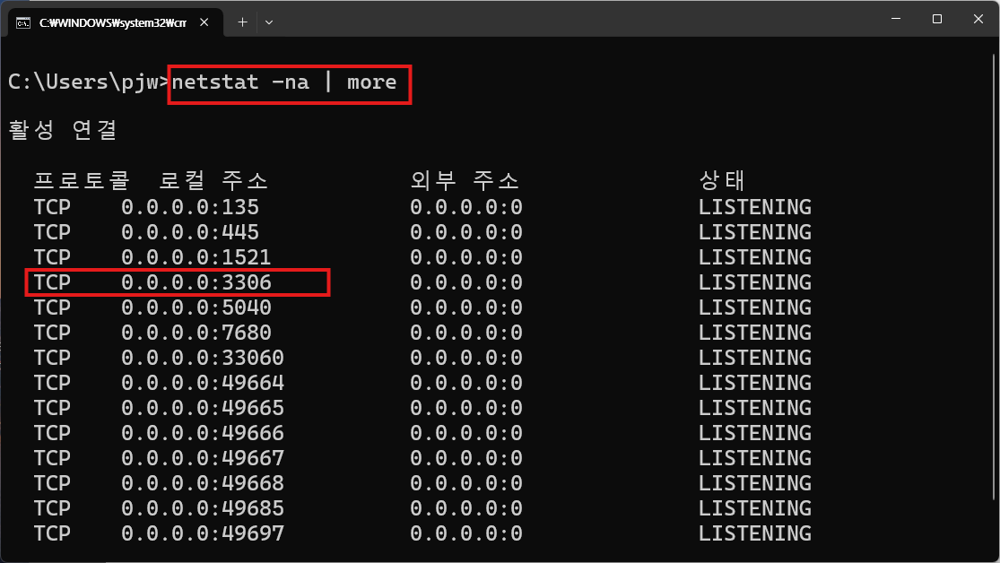 C:₩WINDOWS₩system32₩cm
C:\Users\pjw>netstat -na | more
활성 연결
프로토콜 로컬 주소 외부 주소 상태
TCP 0.0.0.0:135 0.0.0.0:0 LISTENING
TCP 0.0.0.0:445 0.0.0.0:0 LISTENING
TCP 0.0.0.0:1521 0.0.0.0:0 LISTENING
TCP 0.0.0.0:3306 0.0.0.0:0 LISTENING
TCP 0.0.0.0:5040 0.0.0.0:0 LISTENING
TCP 0.0.0.0:7680 0.0.0.0:0 LISTENING
TCP 0.0.0.0:33060 0.0.0.0:0 LISTENING
TCP 0.0.0.0:49664 0.0.0.0:0 LISTENING
TCP 0.0.0.0:49665 0.0.0.0:0 LISTENING
TCP 0.0.0.0:49666 0.0.0.0:0 LISTENING
TCP 0.0.0.0:49667 0.0.0.0:0 LISTENING
TCP 0.0.0.0:49668 0.0.0.0:0 LISTENING
TCP 0.0.0.0:49685 0.0.0.0:0 LISTENING
TCP 0.0.0.0:49697 0.0.0.0:0 LISTENING